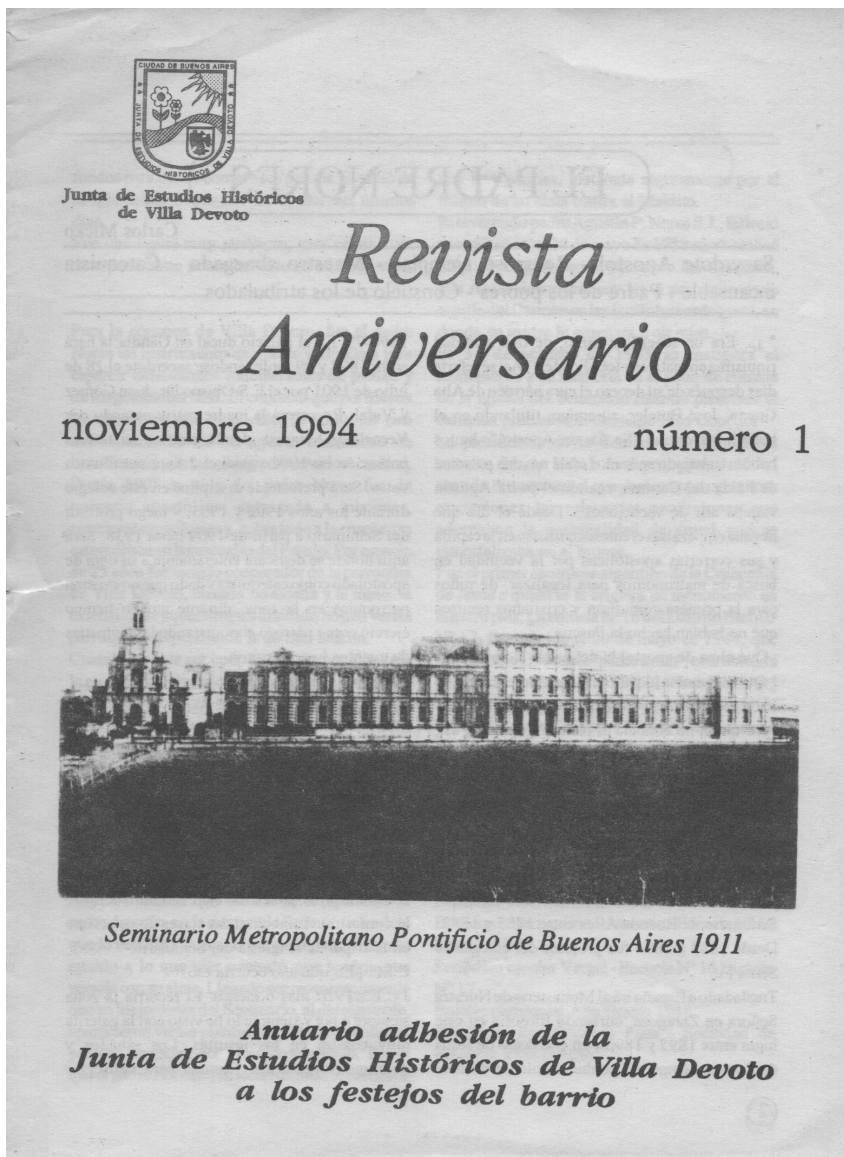 CIUDAD DE BUENOS AIRES
JUNTA DE ESTUDIOS HISTORICOS DE VILLA DEVOTO
Junta de Estudios Históricos
de Villa Devoto
Revista
Aniversario
noviembre 1994
número 1
Seminario Metropolitano Pontificio de Buenos Aires 1911
Anuario adhesión de la
Junta de Estudios Históricos de Villa Devoto
a los festejos del barrio